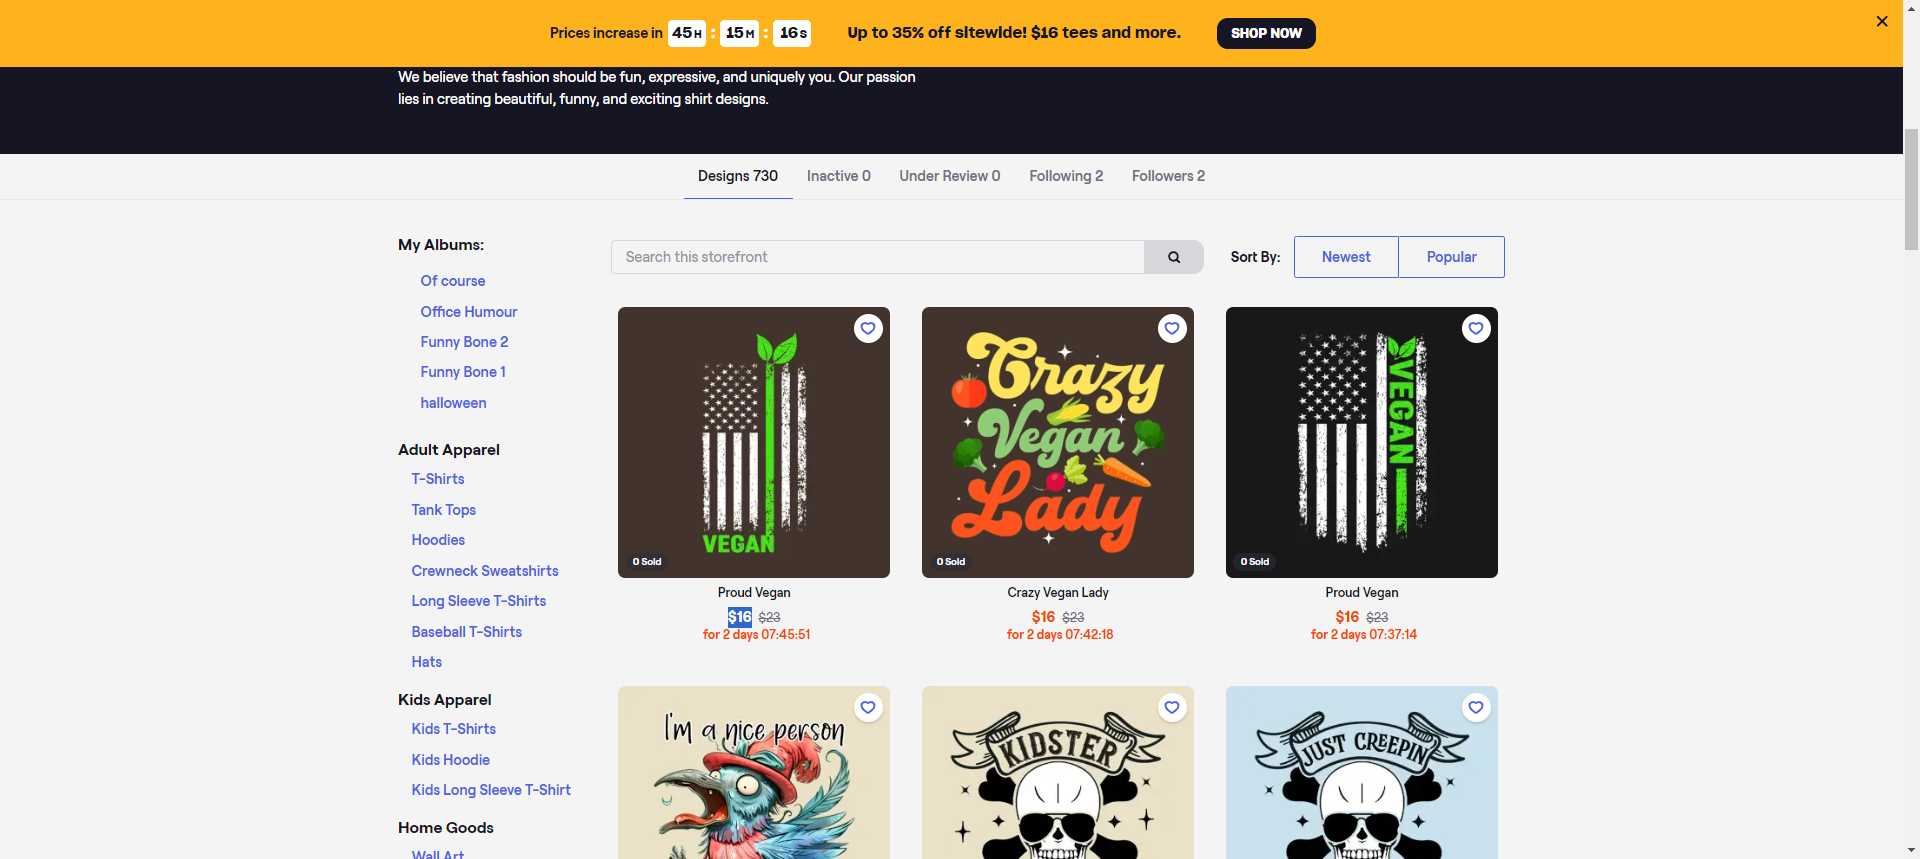 Prices increase in 45H : 15M : 16S Up to 35% off sitewide! $16 tees and more. SHOP NOW
We believe that fashion should be fun, expressive, and uniquely you. Our passion
lies in creating beautiful, funny, and exciting shirt designs.
Designs 730 Inactive 0 Under Review 0 Following 2 Followers 2
My Albums:
Of course
Office Humour
Funny Bone 2
Funny Bone 1
halloween
Adult Apparel
T-Shirts
Tank Tops
Hoodies
Crewneck Sweatshirts
Long Sleeve T-Shirts
Baseball T-Shirts
Hats
Kids Apparel
Kids T-Shirts
Kids Hoodie
Kids Long Sleeve T-Shirt
Home Goods
Wall Art
Search this storefront
Sort By: Newest Popular
VEGAN
0 Sold
Proud Vegan
$16 $23
for 2 days 07:45:51
Crazy
Vegan
Lady
0 Sold
Crazy Vegan Lady
$16 $23
for 2 days 07:42:18
VEGAN
0 Sold
Proud Vegan
$16 $23
for 2 days 07:37:14
I'm a nice person
KIDSTER
JUST CREEPIN